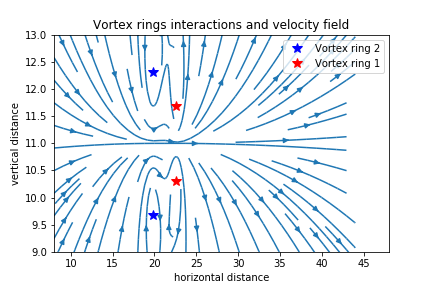 Vortex rings interactions and velocity field
Vortex ring 2
Vortex ring 1
vertical distance
13.0
12.5
12.0
11.5
11.0
10.5
10.0
9.5
9.0
10 15 20 25 30 35 40 45
horizontal distance